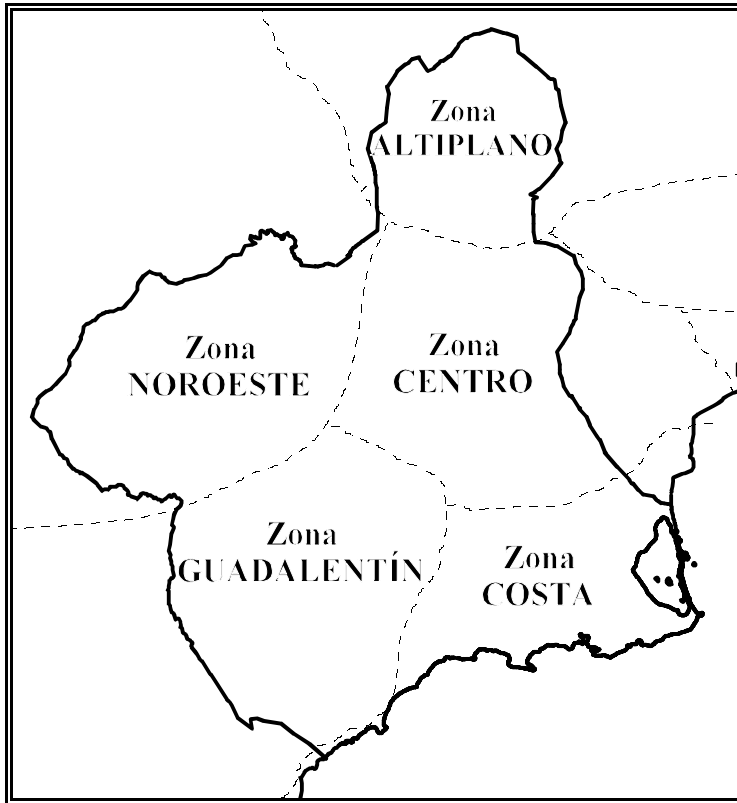 Zona
ALTIPLANO
Zona
NOROESTE
Zona
CENTRO
Zona
GUADALENTÍN
Zona
COSTA